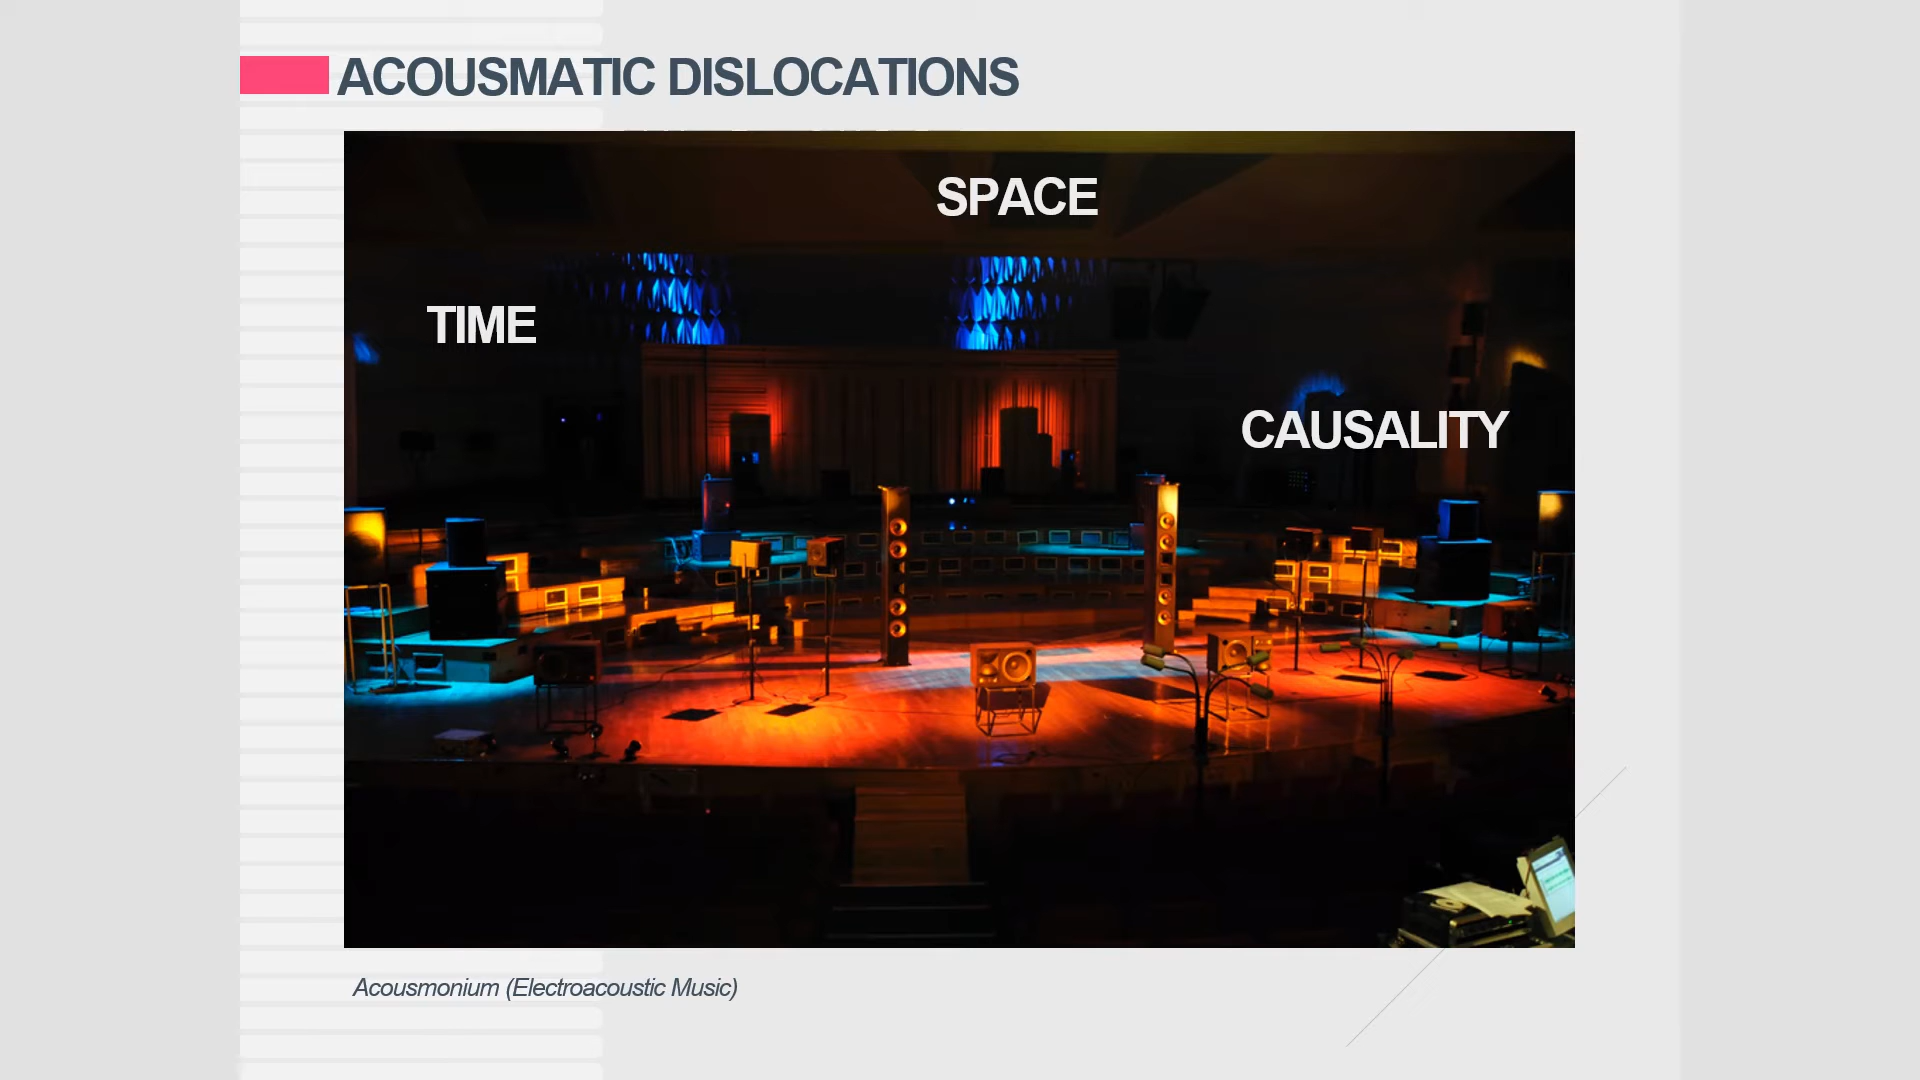 ACOUSMATIC DISLOCATIONS
SPACE
TIME
CAUSALITY
Acousmonium (Electroacoustic Music)